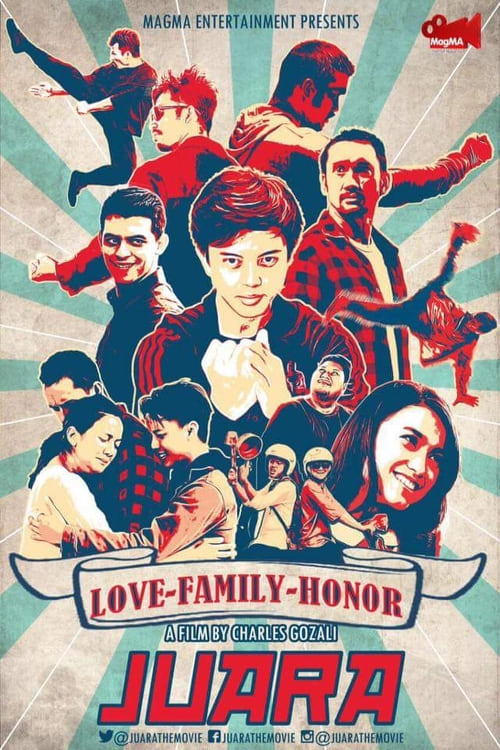 MAGMA ENTERTAINMENT PRESENTS
MagMA
LOVE-FAMILY-HONOR
A FILM BY CHARLES GOZALI
JUARA
@JUARATHEMOVIE @JUARATHEMOVIE @JUARATHEMOVIE